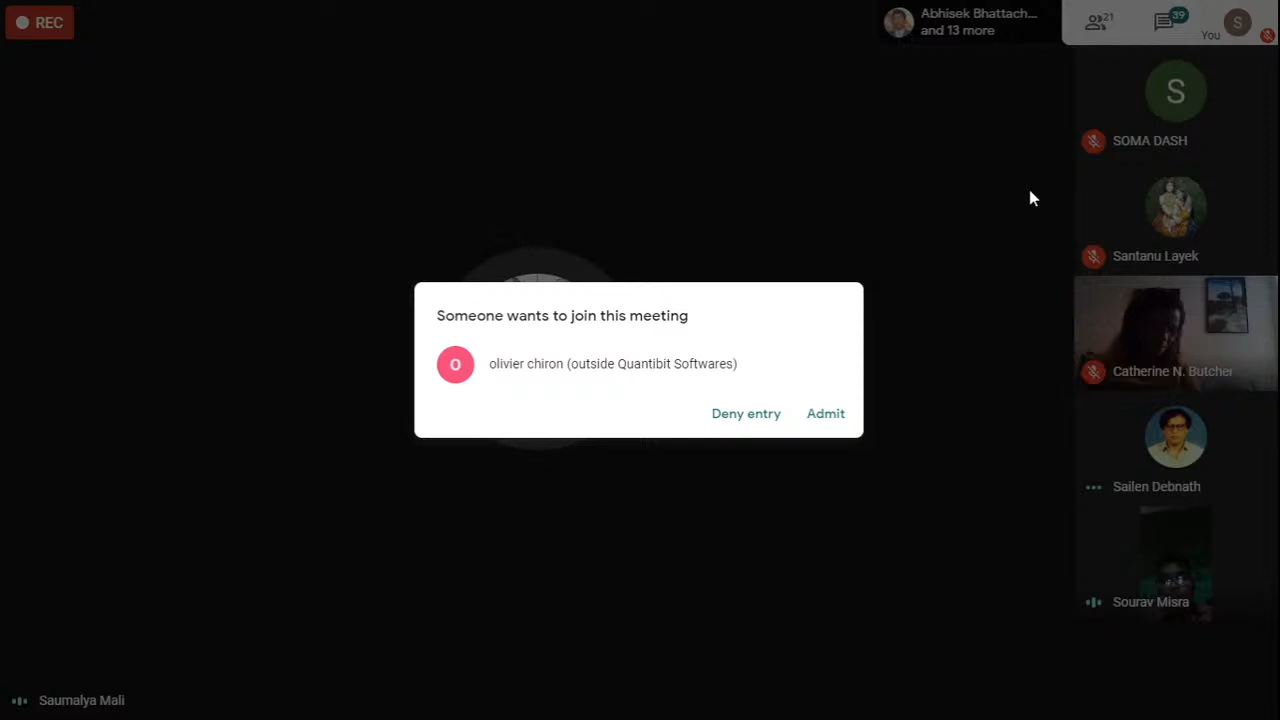 REC
Abhisek Bhattach...
and 13 more
21
39
You
S
S
SOMA DASH
Santanu Layek
Someone wants to join this meeting
O
olivier chiron (outside Quantibit Softwares)
Deny entry
Admit
Catherine N. Butcher
Sailen Debnath
Sourav Misra
Saumalya Mali